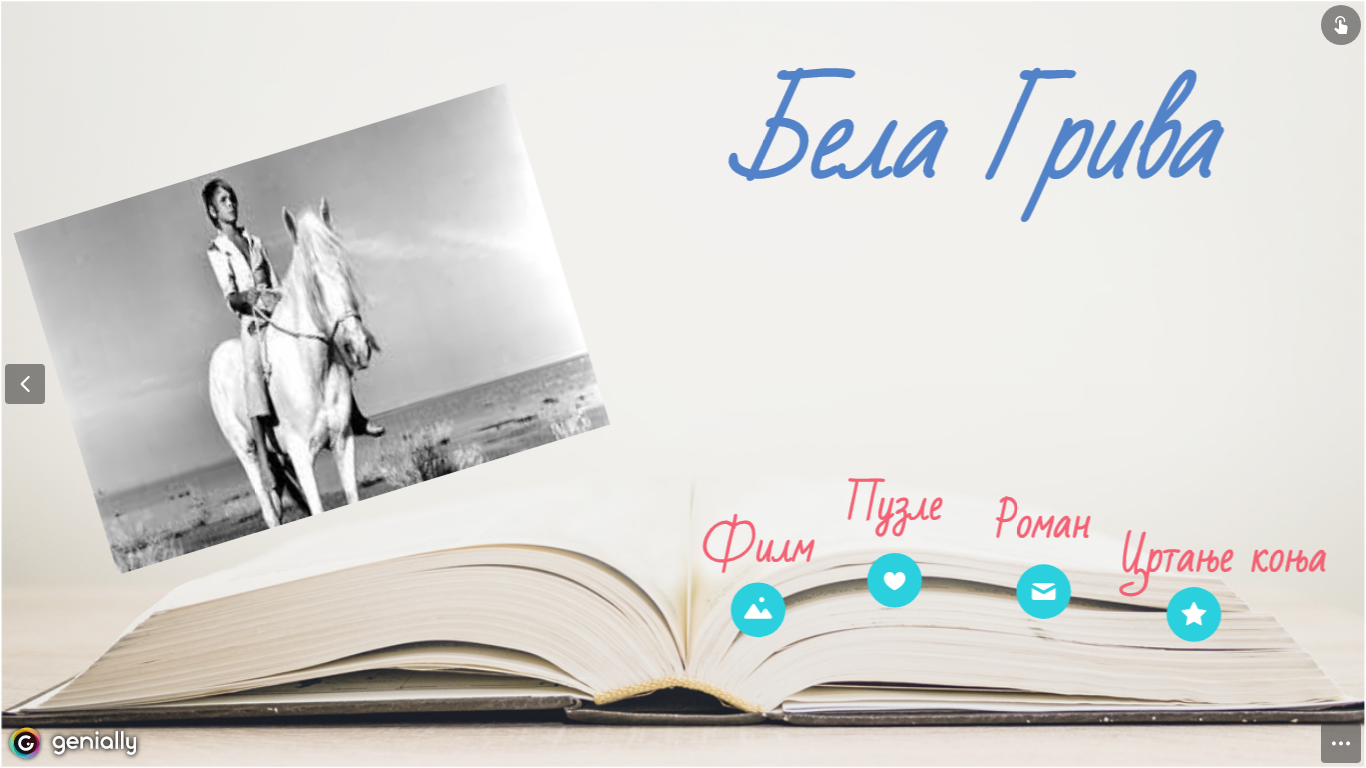 Бела Грива
Филм
Пузле
Роман
Цртање коња
genially